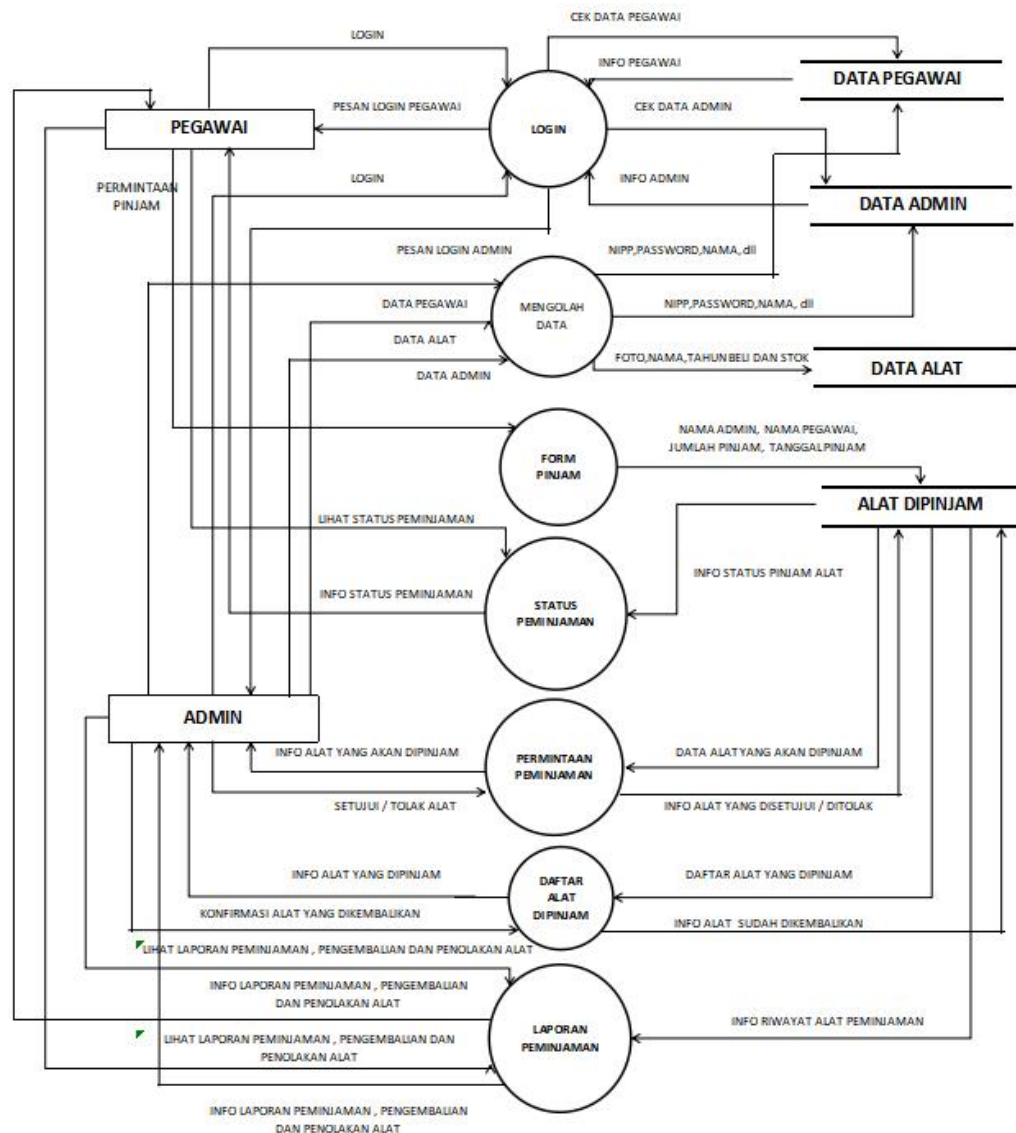 CEK DATA PEGAWAI
LOGIN
INFO PEGAWAI
DATA PEGAWAI
PESAN LOGIN PEGAWAI
CEK DATA ADMIN
PEGAWAI
LOGIN
LOGIN
INFO ADMIN
PERMINTAAN
PINJAM
DATA ADMIN
PESAN LOGIN ADMIN
NIPP,PASSWORD,NAMA, dll
DATA PEGAWAI
MENGOLAH
DATA
NIPP,PASSWORD,NAMA, dll
DATA ALAT
FOTO,NAMA,TAHUN BELI DAN STOK
DATA ALAT
DATA ADMIN
NAMA ADMIN, NAMA PEGAWAI,
JUMLAH PINJAM, TANGGALPINJAM
FORM
PINJAM
ALAT DIPINJAM
LIHAT STATUS PEMINJAMAN
INFO STATUS PINJAM ALAT
INFO STATUS PEMINJAMAN
STATUS
PEMINJAMAN
ADMIN
INFO ALAT YANG AKAN DIPINJAM
PERMINTAAN
PEMINJAMAN
DATA ALAT YANG AKAN DIPINJAM
SETUJUI / TOLAK ALAT
INFO ALAT YANG DISETUJUI / DITOLAK
INFO ALAT YANG DIPINJAM
DAFTAR
ALAT
DIPINJAM
DAFTAR ALAT YANG DIPINJAM
KONFIRMASI ALAT YANG DIKEMBALIKAN
INFO ALAT SUDAH DIKEMBALIKAN
LIHAT LAPORAN PEMINJAMAN , PENGEMBALIAN DAN PENOLAKAN ALAT
INFO LAPORAN PEMINJAMAN , PENGEMBALIAN
DAN PENOLAKAN ALAT
LAPORAN
PEMINJAMAN
INFO RIWAYAT ALAT PEMINJAMAN
LIHAT LAPORAN PEMINJAMAN , PENGEMBALIAN DAN
PENOLAKAN ALAT
INFO LAPORAN PEMINJAMAN , PENGEMBALIAN
DAN PENOLAKAN ALAT